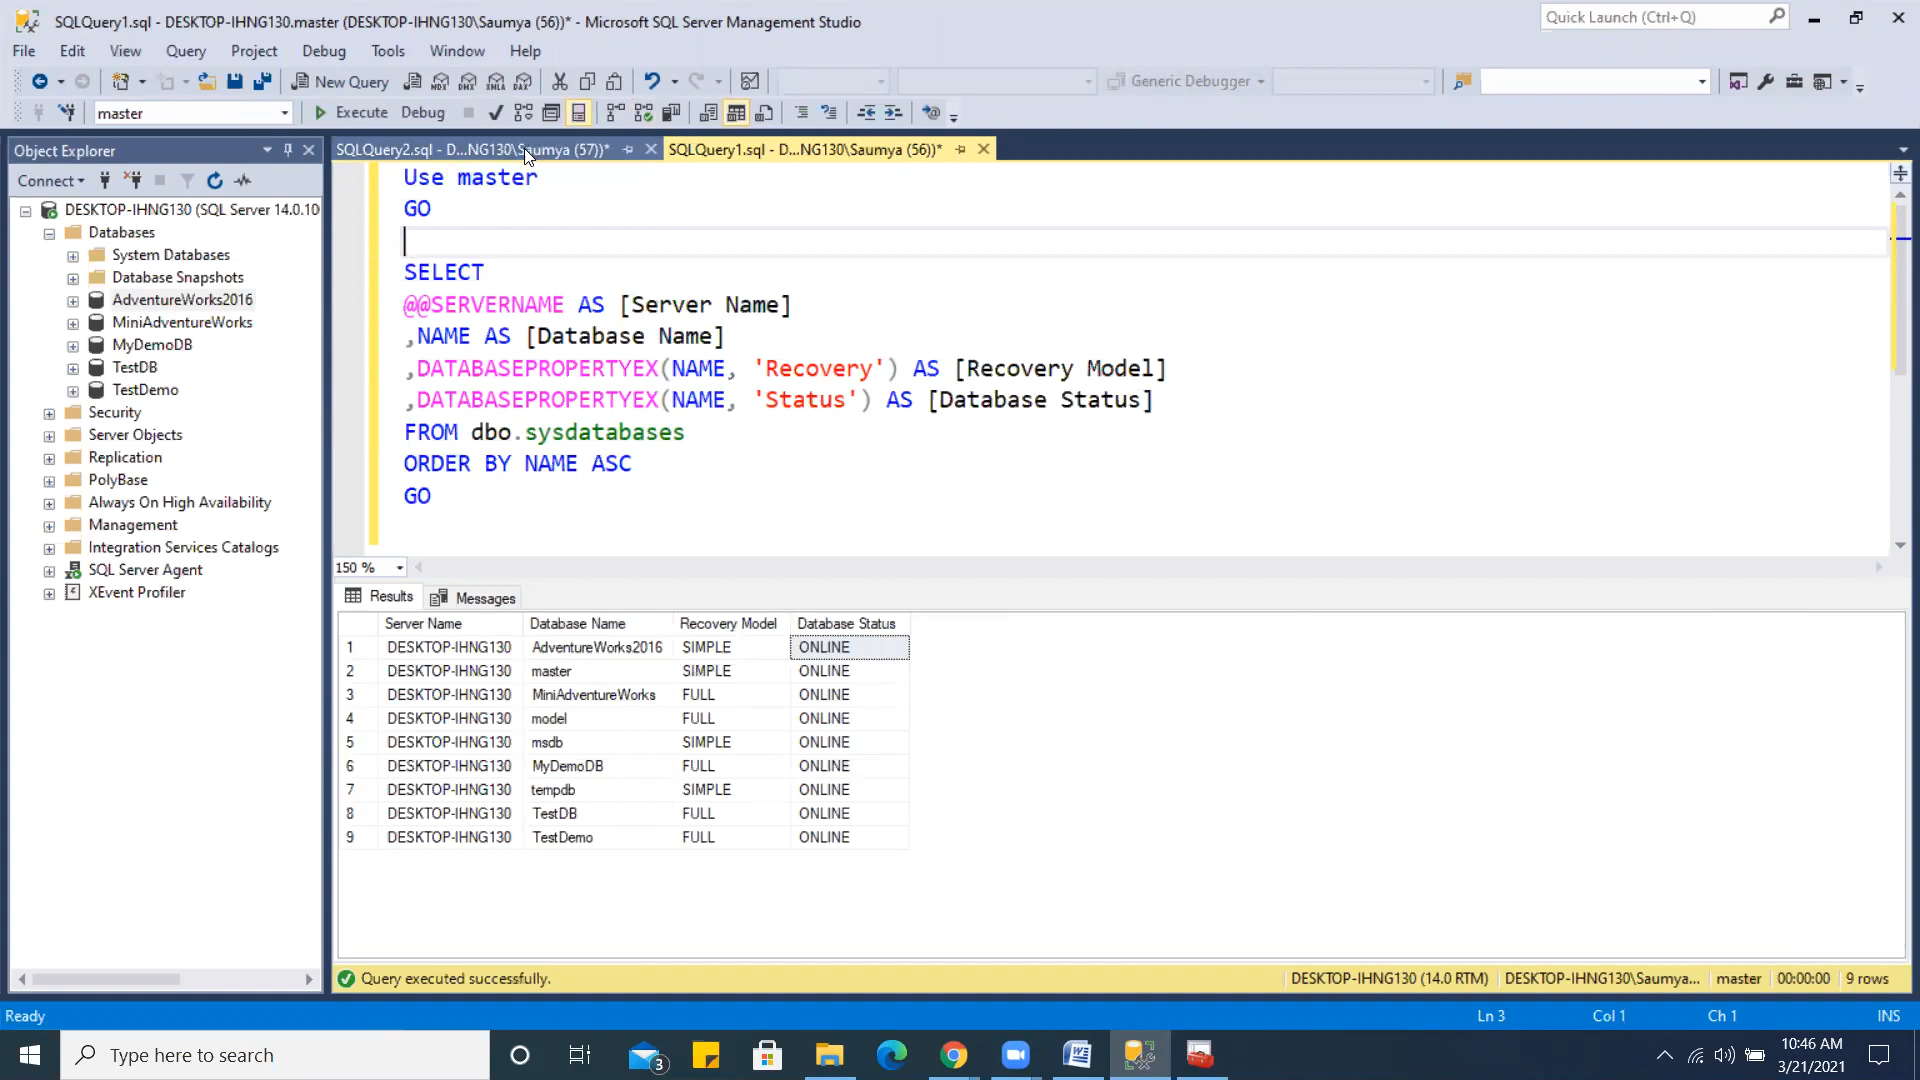 SQLQuery1.sql - DESKTOP-IHNG130.master (DESKTOP-IHNG130\Saumya (56))* - Microsoft SQL Server Management Studio
Quick Launch (Ctrl+Q)
File Edit View Query Project Debug Tools Window Help
New Query MDX DMX XMLA DAX Generic Debugger
master Execute Debug
Object Explorer
SQLQuery2.sql - D...NG130\Saumya (57))* SQLQuery1.sql - D...NG130\Saumya (56))*
Connect
DESKTOP-IHNG130 (SQL Server 14.0.10
Databases
System Databases
Database Snapshots
AdventureWorks2016
MiniAdventureWorks
MyDemoDB
TestDB
TestDemo
Security
Server Objects
Replication
PolyBase
Always On High Availability
Management
Integration Services Catalogs
SQL Server Agent
XEvent Profiler
Use master
GO
SELECT
@@SERVERNAME AS [Server Name]
,NAME AS [Database Name]
,DATABASEPROPERTYEX(NAME, 'Recovery') AS [Recovery Model]
,DATABASEPROPERTYEX(NAME, 'Status') AS [Database Status]
FROM dbo.sysdatabases
ORDER BY NAME ASC
GO
150 %
Results Messages
Server Name Database Name Recovery Model Database Status
1 DESKTOP-IHNG130 AdventureWorks2016 SIMPLE ONLINE
2 DESKTOP-IHNG130 master SIMPLE ONLINE
3 DESKTOP-IHNG130 MiniAdventureWorks FULL ONLINE
4 DESKTOP-IHNG130 model FULL ONLINE
5 DESKTOP-IHNG130 msdb SIMPLE ONLINE
6 DESKTOP-IHNG130 MyDemoDB FULL ONLINE
7 DESKTOP-IHNG130 tempdb SIMPLE ONLINE
8 DESKTOP-IHNG130 TestDB FULL ONLINE
9 DESKTOP-IHNG130 TestDemo FULL ONLINE
Query executed successfully. DESKTOP-IHNG130 (14.0 RTM) DESKTOP-IHNG130\Saumya... master 00:00:00 9 rows
Ready Ln 3 Col 1 Ch 1 INS
Type here to search 3
10:46 AM
3/21/2021